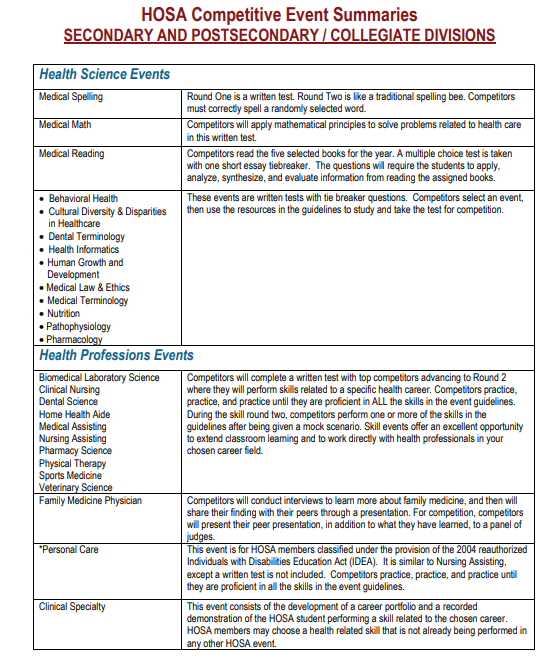 HOSA Competitive Event Summaries
SECONDARY AND POSTSECONDARY / COLLEGIATE DIVISIONS
Health Science Events
Medical Spelling
Round One is a written test. Round Two is like a traditional spelling bee. Competitors
must correctly spell a randomly selected word.
Medical Math
Competitors will apply mathematical principles to solve problems related to health care
in this written test.
Medical Reading
Competitors read the five selected books for the year. A multiple choice test is taken
with one short essay tiebreaker. The questions will require the students to apply,
analyze, synthesize, and evaluate information from reading the assigned books.
• Behavioral Health
• Cultural Diversity & Disparities
in Healthcare
• Dental Terminology
• Health Informatics
• Human Growth and
Development
• Medical Law & Ethics
• Medical Terminology
• Nutrition
• Pathophysiology
• Pharmacology
These events are written tests with tie breaker questions. Competitors select an event,
then use the resources in the guidelines to study and take the test for competition.
Health Professions Events
Biomedical Laboratory Science
Clinical Nursing
Dental Science
Home Health Aide
Medical Assisting
Nursing Assisting
Pharmacy Science
Physical Therapy
Sports Medicine
Veterinary Science
Competitors will complete a written test with top competitors advancing to Round 2
where they will perform skills related to a specific health career. Competitors practice,
practice, and practice until they are proficient in ALL the skills in the event guidelines.
During the skill round two, competitors perform one or more of the skills in the
guidelines after being given a mock scenario. Skill events offer an excellent opportunity
to extend classroom learning and to work directly with health professionals in your
chosen career field.
Family Medicine Physician
Competitors will conduct interviews to learn more about family medicine, and then will
share their finding with their peers through a presentation. For competition, competitors
will present their peer presentation, in addition to what they have learned, to a panel of
judges.
*Personal Care
This event is for HOSA members classified under the provision of the 2004 reauthorized
Individuals with Disabilities Education Act (IDEA). It is similar to Nursing Assisting,
except a written test is not included. Competitors practice, practice, and practice until
they are proficient in all the skills in the event guidelines.
Clinical Specialty
This event consists of the development of a career portfolio and a recorded
demonstration of the HOSA student performing a skill related to the chosen career.
HOSA members may choose a health related skill that is not already being performed in
any other HOSA event.